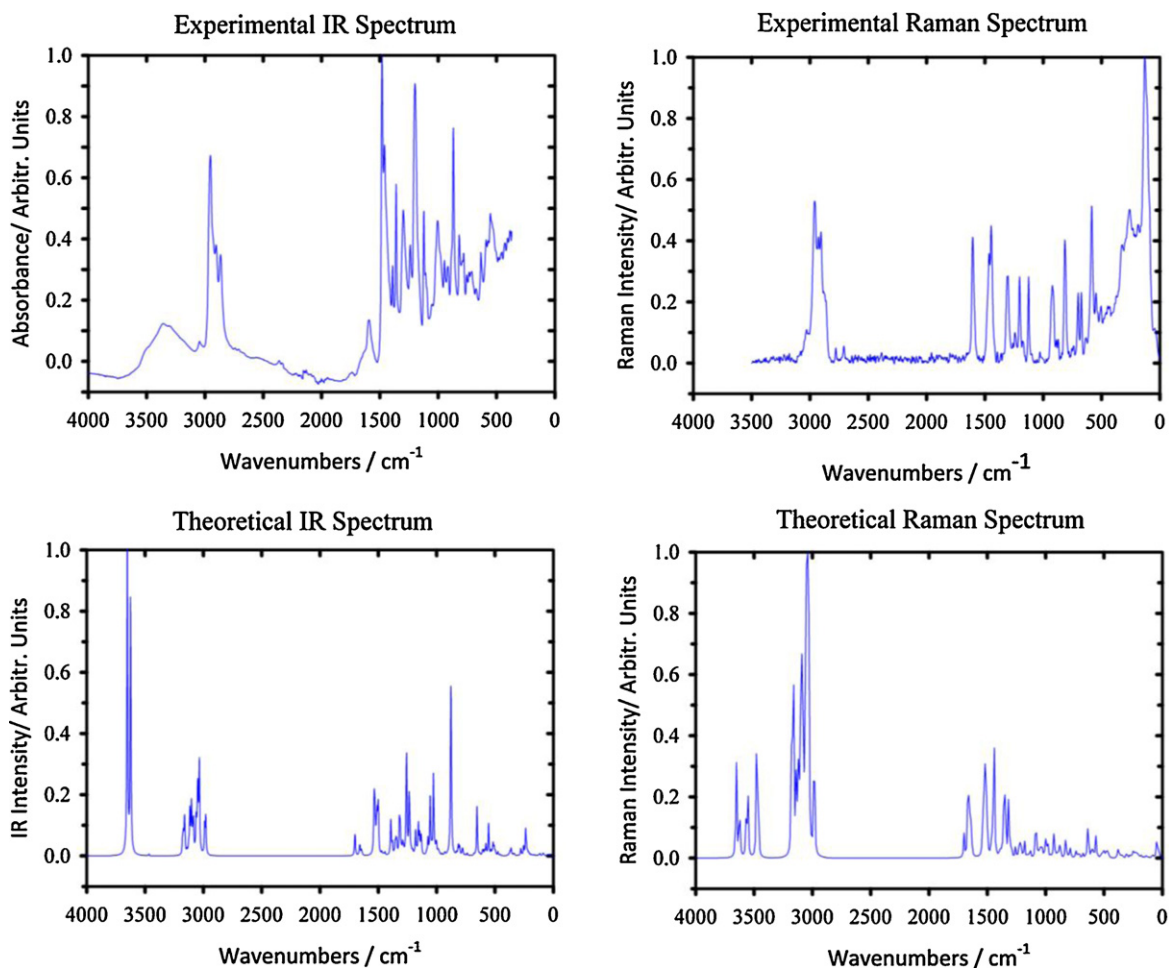 Experimental IR Spectrum
Absorbance/ Arbitr. Units
1.0
0.8
0.6
0.4
0.2
0.0
4000 3500 3000 2500 2000 1500 1000 500 0
Wavenumbers / cm-1
Experimental Raman Spectrum
Raman Intensity/ Arbitr. Units
1.0
0.8
0.6
0.4
0.2
0.0
4000 3500 3000 2500 2000 1500 1000 500 0
Wavenumbers / cm-1
Theoretical IR Spectrum
IR Intensity/ Arbitr. Units
1.0
0.8
0.6
0.4
0.2
0.0
4000 3500 3000 2500 2000 1500 1000 500 0
Wavenumbers / cm-1
Theoretical Raman Spectrum
Raman Intensity/ Arbitr. Units
1.0
0.8
0.6
0.4
0.2
0.0
4000 3500 3000 2500 2000 1500 1000 500 0
Wavenumbers / cm-1